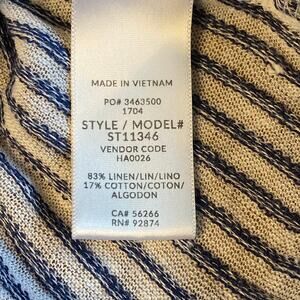 MADE IN VIETNAM
PO# 3463500
1704
STYLE / MODEL#
ST11346
VENDOR CODE
HA0026
83% LINEN/LIN/LINO
17% COTTON/COTON/
ALGODON
CA# 56266
RN# 92874